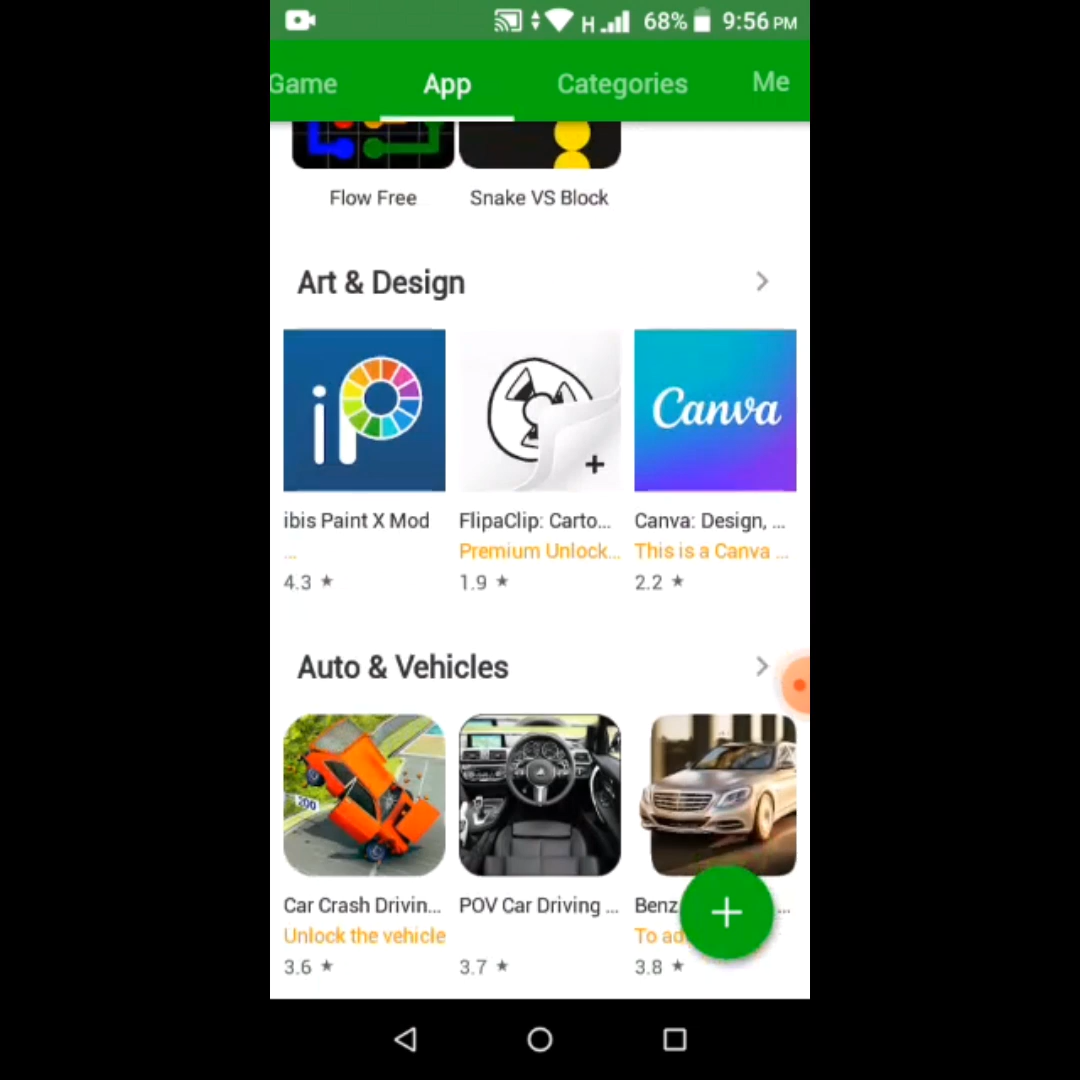 H 68% 9:56 PM
Game App Categories Me
Flow Free Snake VS Block
Art & Design
iP Canva
ibis Paint X Mod FlipaClip: Carto... Canva: Design, ...
... Premium Unlock... This is a Canva ...
4.3 ★ 1.9 ★ 2.2 ★
Auto & Vehicles
200
Car Crash Drivin... POV Car Driving ... Benz ...
Unlock the vehicle To ad
3.6 ★ 3.7 ★ 3.8 ★